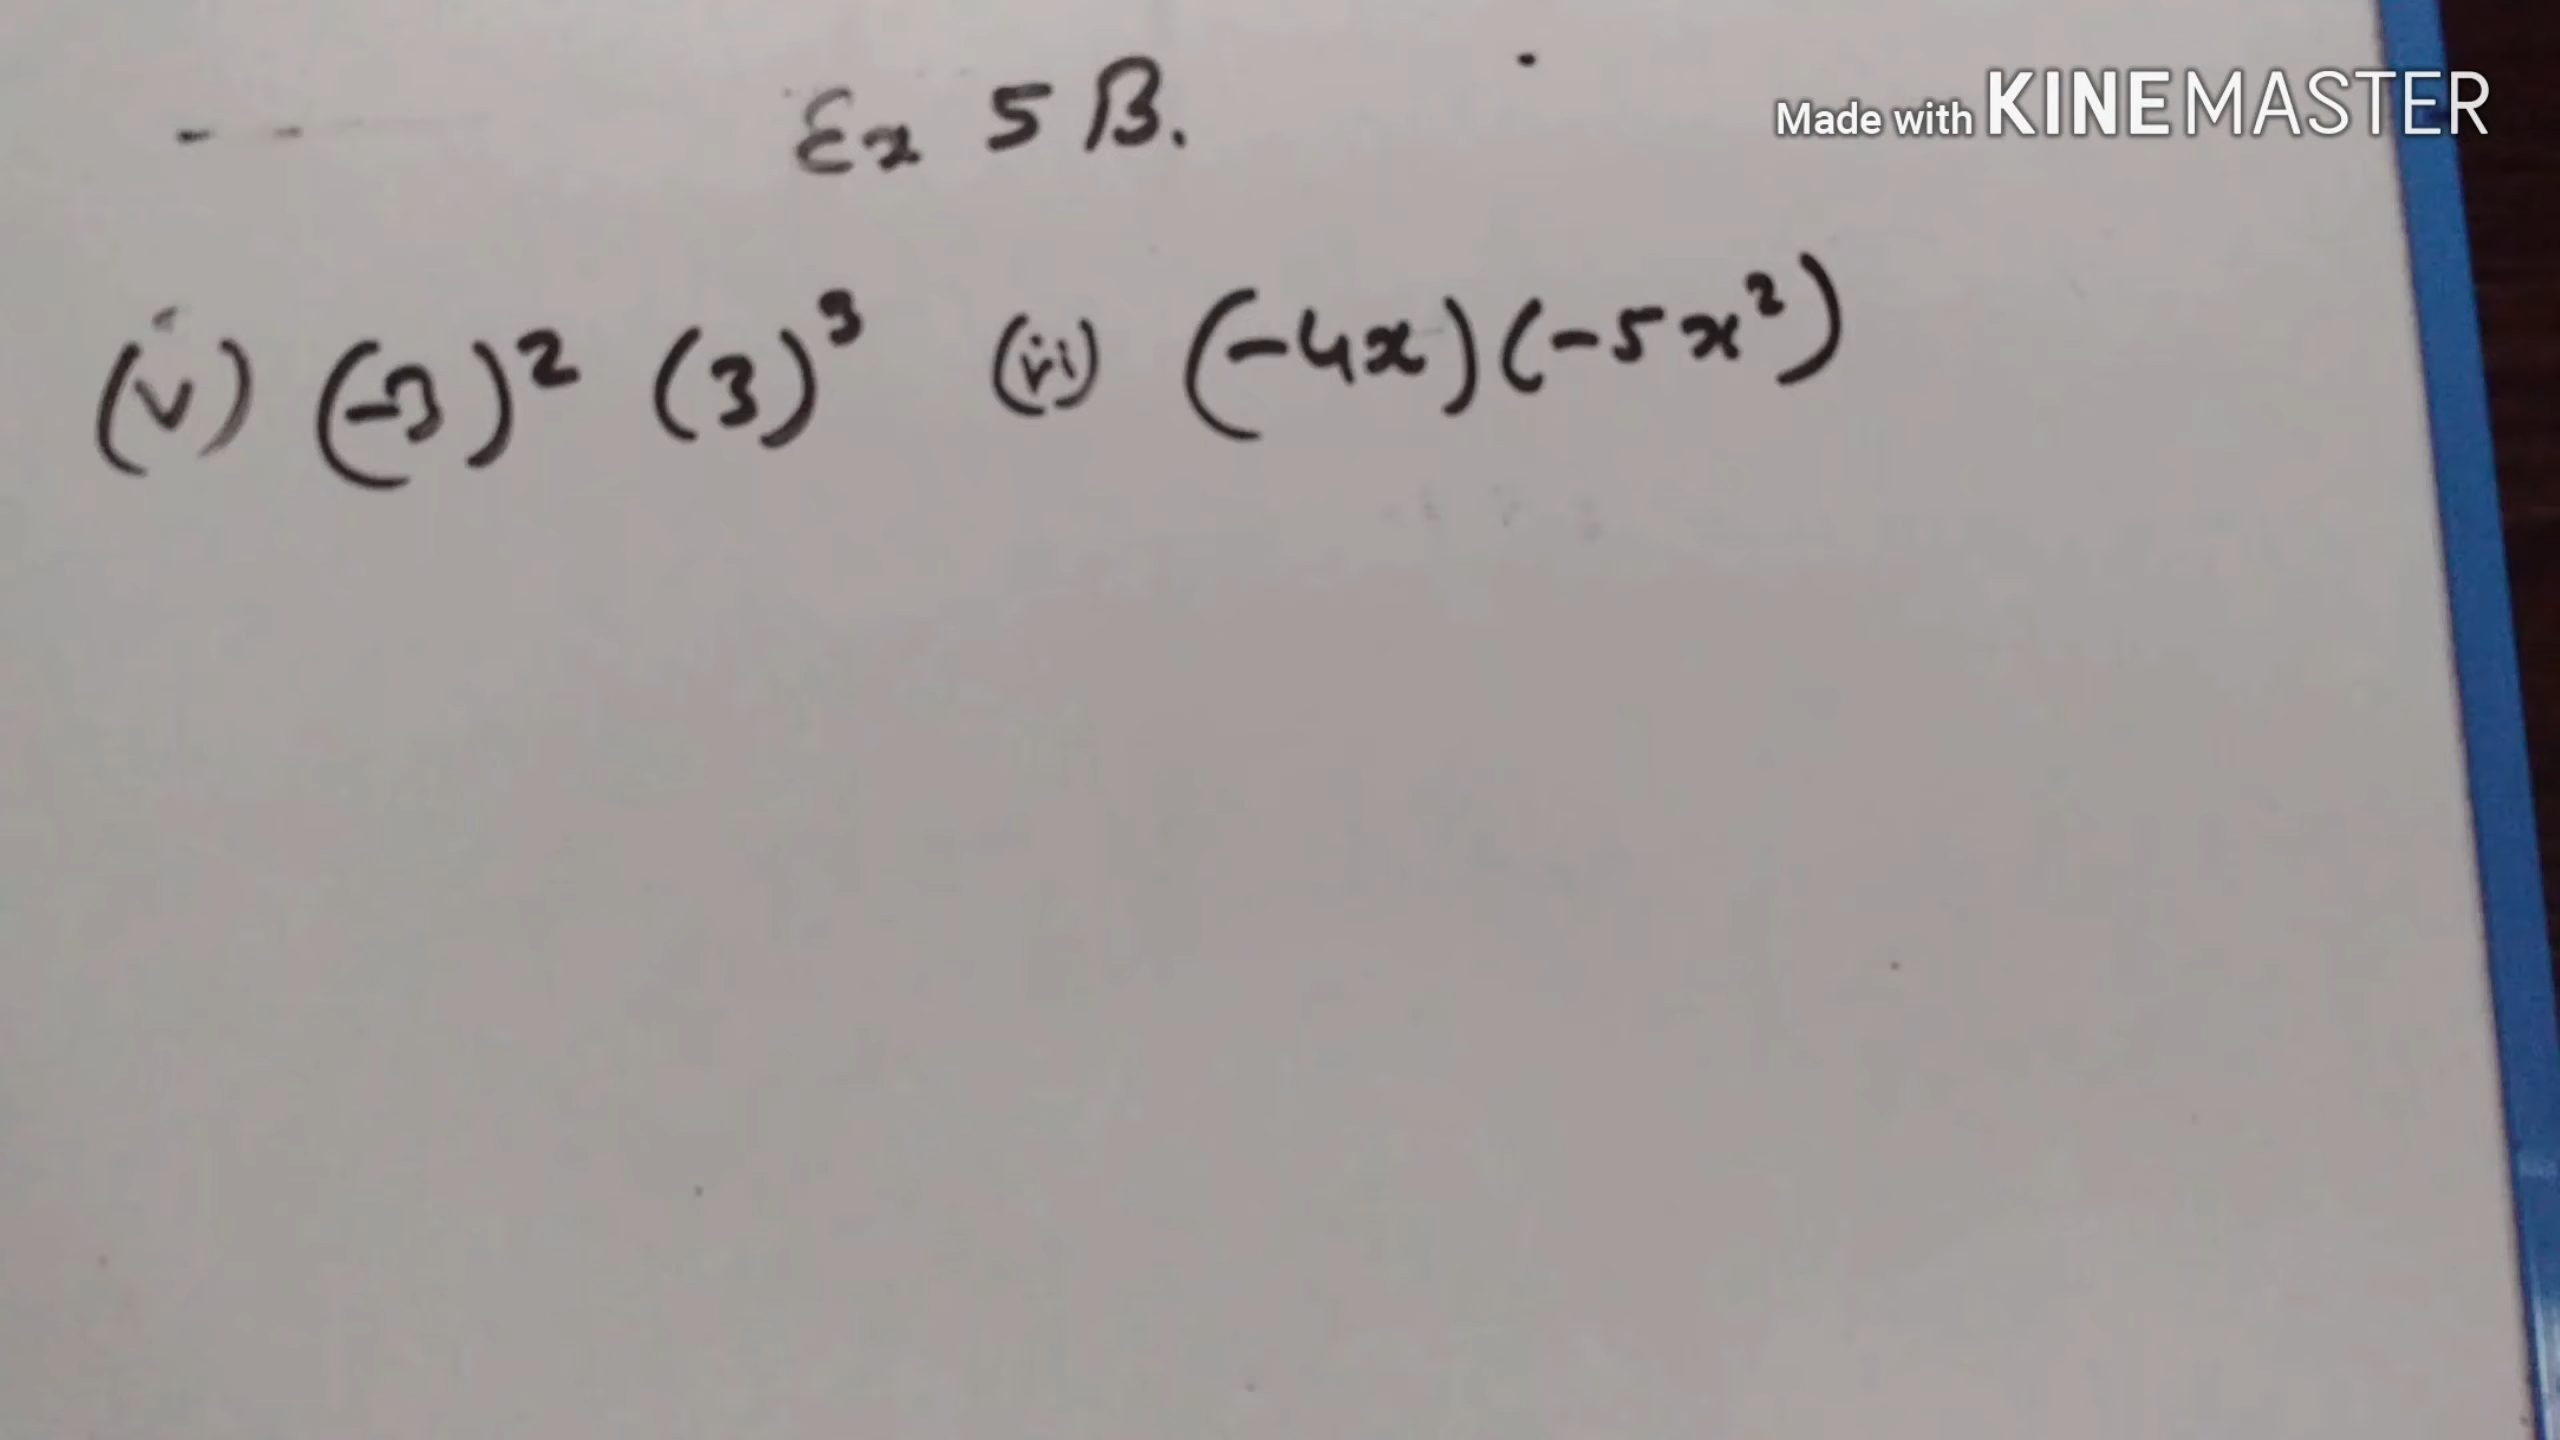 Made with KINEMASTER
Ex 5 B.
(v) (-3)² (3)³ (vi) (-4x)(-5x²)